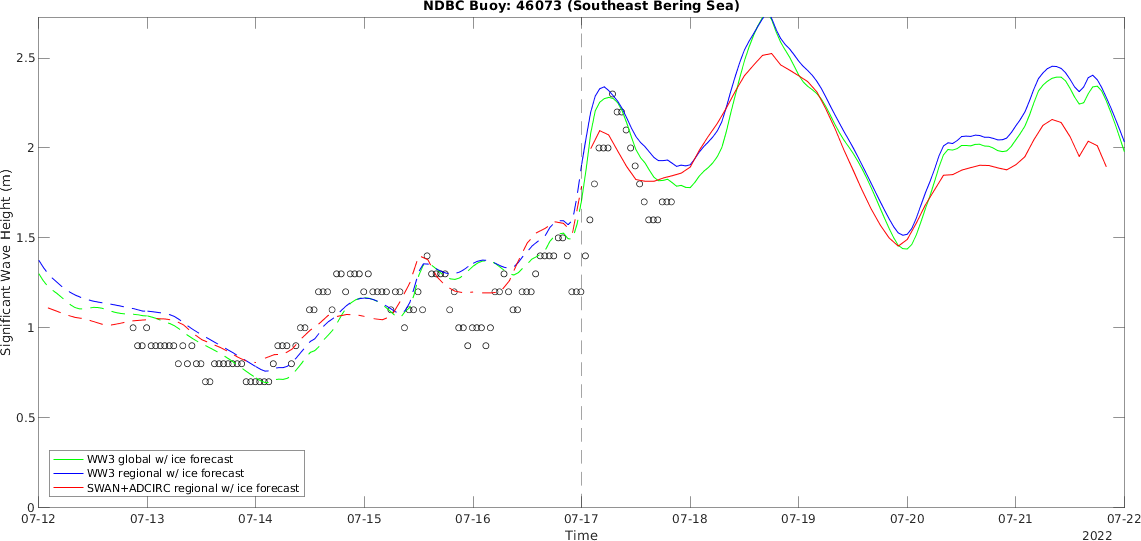 NDBC Buoy: 46073 (Southeast Bering Sea)
Significant Wave Height (m)
2.5
2
1.5
1
0.5
0
WW3 global w/ ice forecast
WW3 regional w/ ice forecast
SWAN+ADCIRC regional w/ ice forecast
07-12 07-13 07-14 07-15 07-16 07-17 07-18 07-19 07-20 07-21 07-22
Time
2022